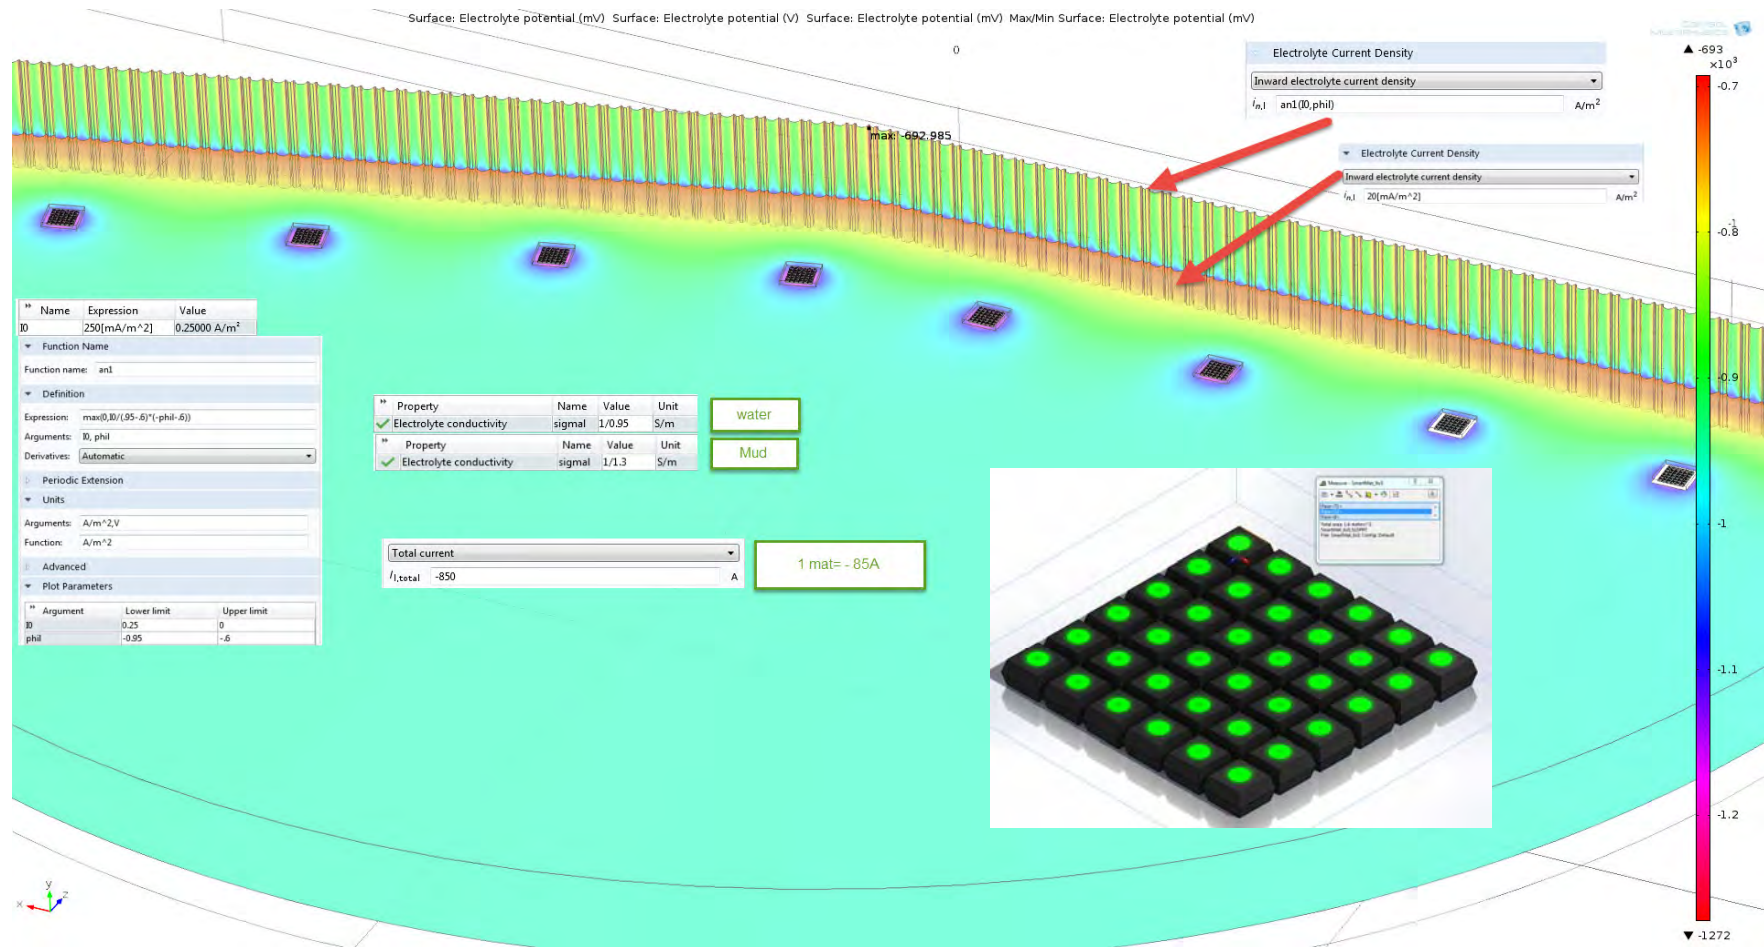 Surface: Electrolyte potential (mV) Surface: Electrolyte potential (V) Surface: Electrolyte potential (mV) Max/Min Surface: Electrolyte potential (mV)
0
▲ -693
×10³
-0.7
-0.8
-1
-0.9
-1
-1.1
-1.2
▼ -1272
Electrolyte Current Density
Inward electrolyte current density
in,l an1(I0,phil) A/m²
max: -692.985
Electrolyte Current Density
Inward electrolyte current density
in,l 20[mA/m^2] A/m²
Name Expression Value
I0 250[mA/m^2] 0.25000 A/m²
Function Name
Function name: an1
Definition
Expression: max(0,I0/(.95-.6)*(-phil-.6))
Arguments: I0, phil
Derivatives: Automatic
Periodic Extension
Units
Arguments: A/m^2,V
Function: A/m^2
Advanced
Plot Parameters
Argument Lower limit Upper limit
I0 0.25 0
phil -0.95 -.6
Property Name Value Unit
Electrolyte conductivity sigmal 1/0.95 S/m
water
Property Name Value Unit
Electrolyte conductivity sigmal 1/1.3 S/m
Mud
Total current
Il,total -850 A
1 mat= - 85A
y
x z